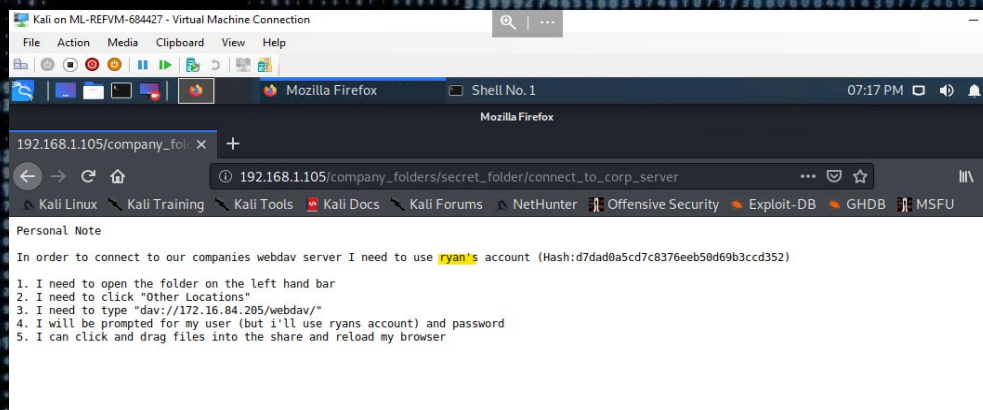 Kali on ML-REFVM-684427 - Virtual Machine Connection
File Action Media Clipboard View Help
Mozilla Firefox
Shell No. 1
07:17 PM
Mozilla Firefox
192.168.1.105/company_fol
192.168.1.105/company_folders/secret_folder/connect_to_corp_server
Kali Linux Kali Training Kali Tools Kali Docs Kali Forums NetHunter Offensive Security Exploit-DB GHDB MSFU
Personal Note
In order to connect to our companies webdav server I need to use ryan's account (Hash:d7dad0a5cd7c8376eeb50d69b3ccd352)
1. I need to open the folder on the left hand bar
2. I need to click "Other Locations"
3. I need to type "dav://172.16.84.205/webdav/"
4. I will be prompted for my user (but i'll use ryans account) and password
5. I can click and drag files into the share and reload my browser